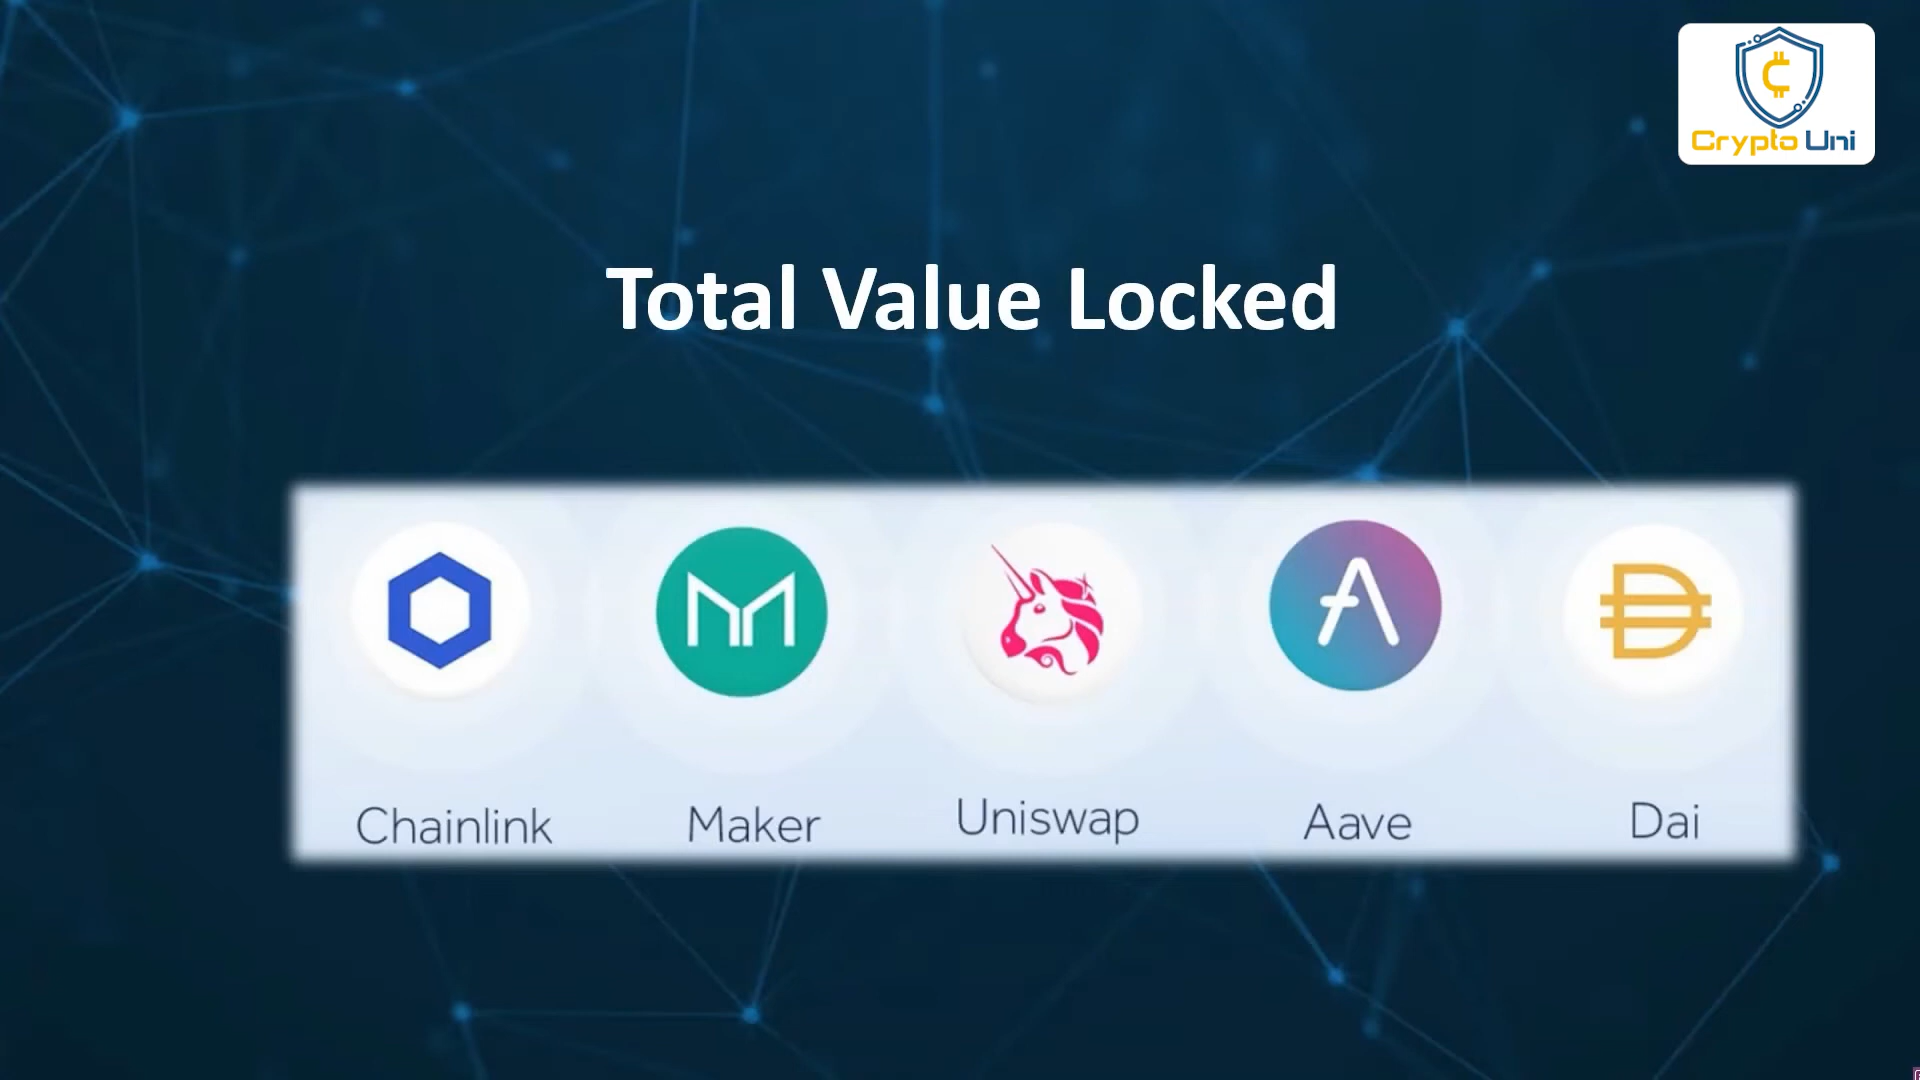 Crypto Uni
Total Value Locked
Chainlink
Maker
Uniswap
Aave
Dai